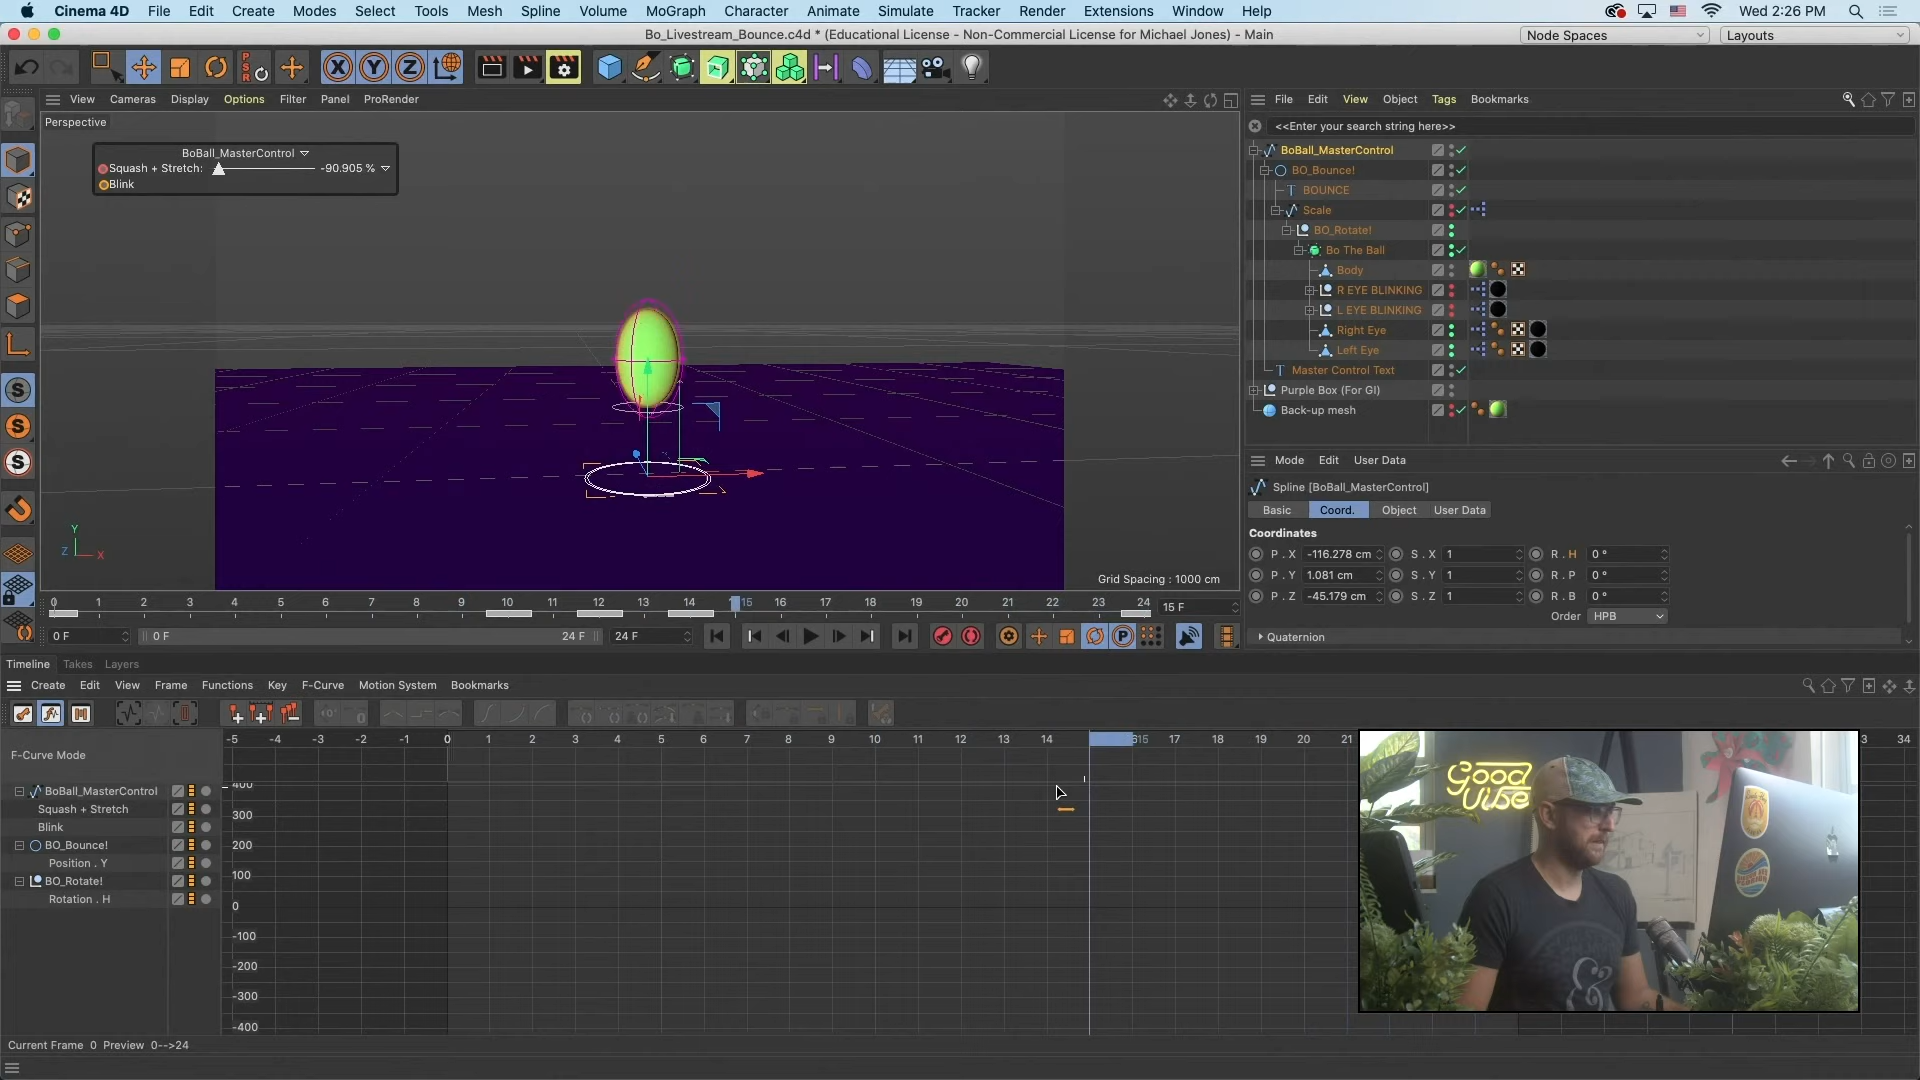 Cinema 4D File Edit Create Modes Select Tools Mesh Spline Volume MoGraph Character Animate Simulate Tracker Render Extensions Window Help Wed 2:26 PM
Bo_Livestream_Bounce.c4d * (Educational License - Non-Commercial License for Michael Jones) - Main
Node Spaces Layouts
View Cameras Display Options Filter Panel ProRender
Perspective
BoBall_MasterControl
Squash + Stretch: -90.905 %
Blink
Grid Spacing : 1000 cm
0 1 2 3 4 5 6 7 8 9 10 11 12 13 14 15 16 17 18 19 20 21 22 23 24 15 F
0 F 0 F 24 F 24 F
File Edit View Object Tags Bookmarks
<<Enter your search string here>>
BoBall_MasterControl
BO_Bounce!
BOUNCE
Scale
BO_Rotate!
Bo The Ball
Body
R EYE BLINKING
L EYE BLINKING
Right Eye
Left Eye
Master Control Text
Purple Box (For GI)
Back-up mesh
Mode Edit User Data
Spline [BoBall_MasterControl]
Basic Coord. Object User Data
Coordinates
P . X -116.278 cm S . X 1 R . H 0 °
P . Y 1.081 cm S . Y 1 R . P 0 °
P . Z -45.179 cm S . Z 1 R . B 0 °
Order HPB
Quaternion
Timeline Takes Layers
Create Edit View Frame Functions Key F-Curve Motion System Bookmarks
-5 -4 -3 -2 -1 0 1 2 3 4 5 6 7 8 9 10 11 12 13 14 15 17 18 19 20 21 34
F-Curve Mode
BoBall_MasterControl
Squash + Stretch
Blink
BO_Bounce!
Position . Y
BO_Rotate!
Rotation . H
400
300
200
100
0
-100
-200
-300
-400
Good
Vibe
Current Frame 0 Preview 0-->24